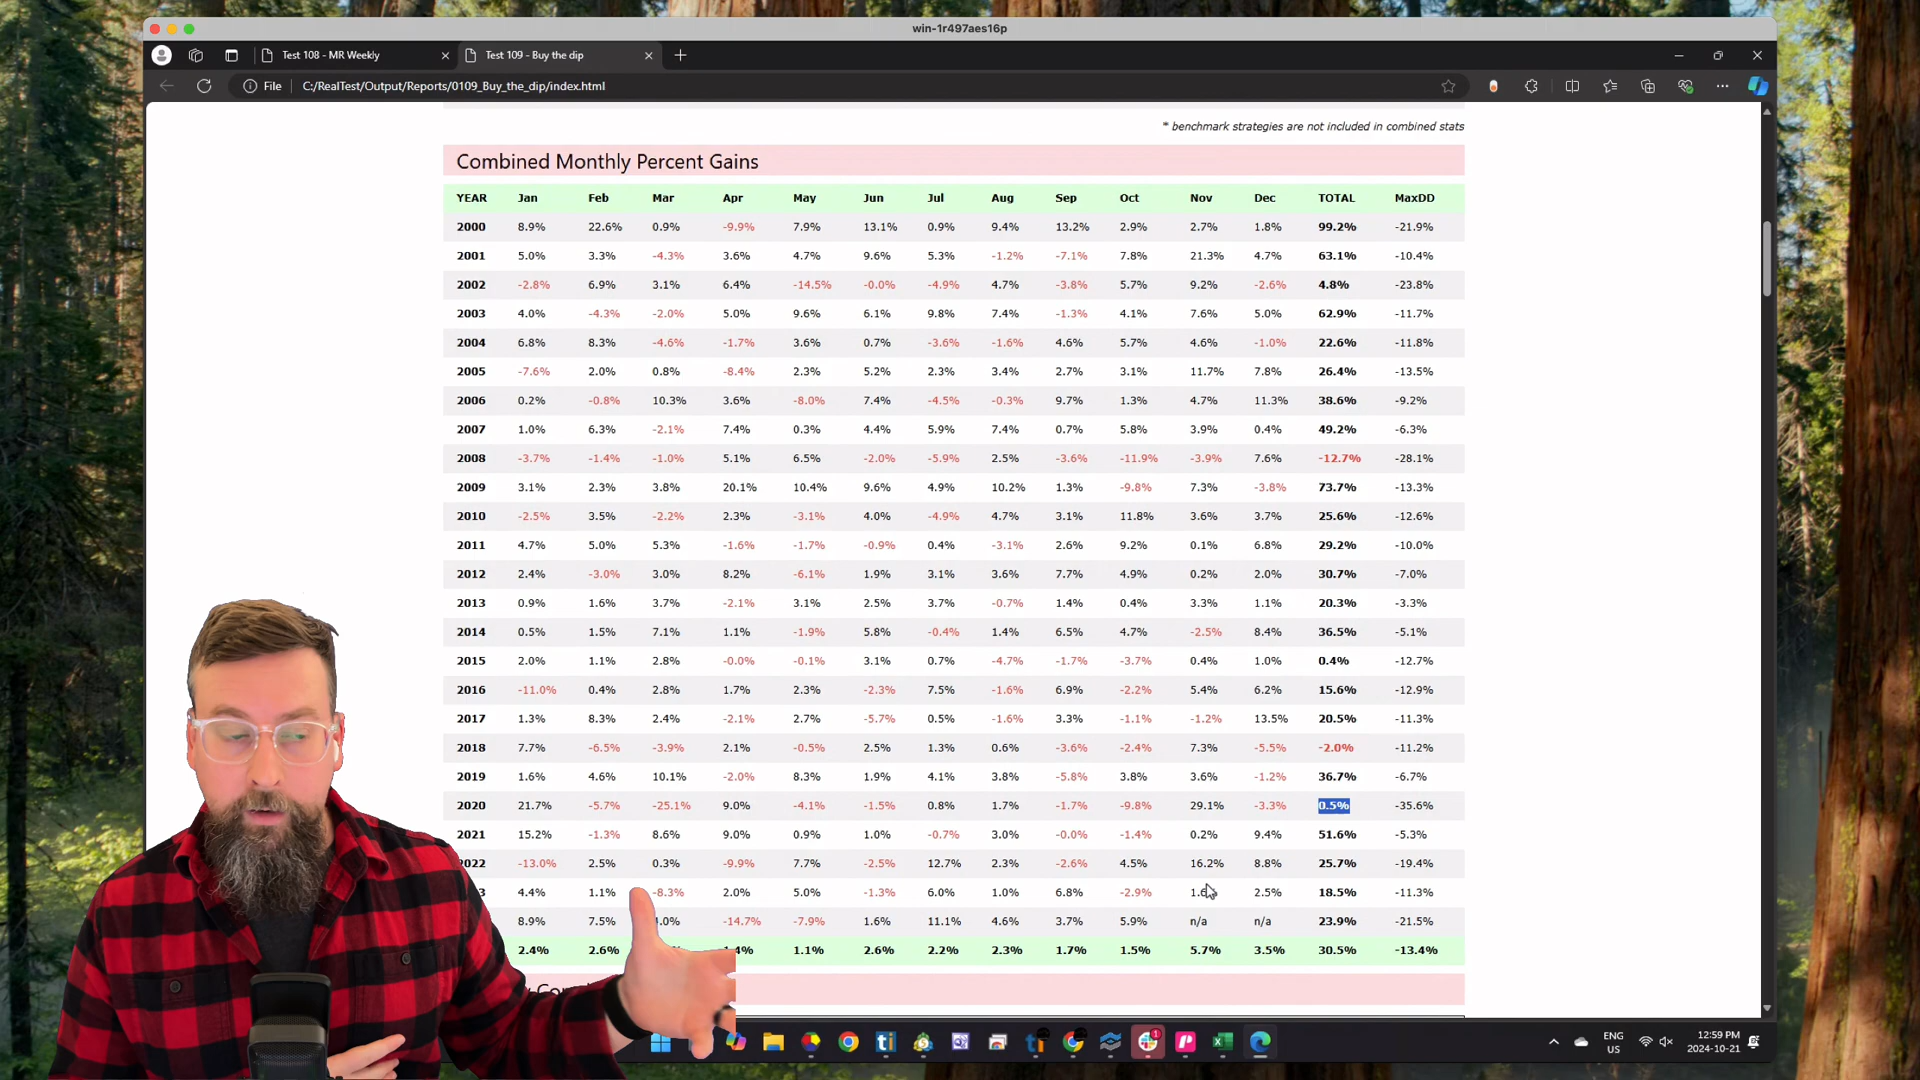 win-1r497aes16p
Test 108 - MR Weekly
Test 109 - Buy the dip
File C:/RealTest/Output/Reports/0109_Buy_the_dip/index.html
* benchmark strategies are not included in combined stats
Combined Monthly Percent Gains
YEAR Jan Feb Mar Apr May Jun Jul Aug Sep Oct Nov Dec TOTAL MaxDD
2000 8.9% 22.6% 0.9% -9.9% 7.9% 13.1% 0.9% 9.4% 13.2% 2.9% 2.7% 1.8% 99.2% -21.9%
2001 5.0% 3.3% -4.3% 3.6% 4.7% 9.6% 5.3% -1.2% -7.1% 7.8% 21.3% 4.7% 63.1% -10.4%
2002 -2.8% 6.9% 3.1% 6.4% -14.5% -0.0% -4.9% 4.7% -3.8% 5.7% 9.2% -2.6% 4.8% -23.8%
2003 4.0% -4.3% -2.0% 5.0% 9.6% 6.1% 9.8% 7.4% -1.3% 4.1% 7.6% 5.0% 62.9% -11.7%
2004 6.8% 8.3% -4.6% -1.7% 3.6% 0.7% -3.6% -1.6% 4.6% 5.7% 4.6% -1.0% 22.6% -11.8%
2005 -7.6% 2.0% 0.8% -8.4% 2.3% 5.2% 2.3% 3.4% 2.7% 3.1% 11.7% 7.8% 26.4% -13.5%
2006 0.2% -0.8% 10.3% 3.6% -8.0% 7.4% -4.5% -0.3% 9.7% 1.3% 4.7% 11.3% 38.6% -9.2%
2007 1.0% 6.3% -2.1% 7.4% 0.3% 4.4% 5.9% 7.4% 0.7% 5.8% 3.9% 0.4% 49.2% -6.3%
2008 -3.7% -1.4% -1.0% 5.1% 6.5% -2.0% -5.9% 2.5% -3.6% -11.9% -3.9% 7.6% -12.7% -28.1%
2009 3.1% 2.3% 3.8% 20.1% 10.4% 9.6% 4.9% 10.2% 1.3% -9.8% 7.3% -3.8% 73.7% -13.3%
2010 -2.5% 3.5% -2.2% 2.3% -3.1% 4.0% -4.9% 4.7% 3.1% 11.8% 3.6% 3.7% 25.6% -12.6%
2011 4.7% 5.0% 5.3% -1.6% -1.7% -0.9% 0.4% -3.1% 2.6% 9.2% 0.1% 6.8% 29.2% -10.0%
2012 2.4% -3.0% 3.0% 8.2% -6.1% 1.9% 3.1% 3.6% 7.7% 4.9% 0.2% 2.0% 30.7% -7.0%
2013 0.9% 1.6% 3.7% -2.1% 3.1% 2.5% 3.7% -0.7% 1.4% 0.4% 3.3% 1.1% 20.3% -3.3%
2014 0.5% 1.5% 7.1% 1.1% -1.9% 5.8% -0.4% 1.4% 6.5% 4.7% -2.5% 8.4% 36.5% -5.1%
2015 2.0% 1.1% 2.8% -0.0% -0.1% 3.1% 0.7% -4.7% -1.7% -3.7% 0.4% 1.0% 0.4% -12.7%
2016 -11.0% 0.4% 2.8% 1.7% 2.3% -2.3% 7.5% -1.6% 6.9% -2.2% 5.4% 6.2% 15.6% -12.9%
2017 1.3% 8.3% 2.4% -2.1% 2.7% -5.7% 0.5% -1.6% 3.3% -1.1% -1.2% 13.5% 20.5% -11.3%
2018 7.7% -6.5% -3.9% 2.1% -0.5% 2.5% 1.3% 0.6% -3.6% -2.4% 7.3% -5.5% -2.0% -11.2%
2019 1.6% 4.6% 10.1% -2.0% 8.3% 1.9% 4.1% 3.8% -5.8% 3.8% 3.6% -1.2% 36.7% -6.7%
2020 21.7% -5.7% -25.1% 9.0% -4.1% -1.5% 0.8% 1.7% -1.7% -9.8% 29.1% -3.3% 0.5% -35.6%
2021 15.2% -1.3% 8.6% 9.0% 0.9% 1.0% -0.7% 3.0% -0.0% -1.4% 0.2% 9.4% 51.6% -5.3%
2022 -13.0% 2.5% 0.3% -9.9% 7.7% -2.5% 12.7% 2.3% -2.6% 4.5% 16.2% 8.8% 25.7% -19.4%
3 4.4% 1.1% -8.3% 2.0% 5.0% -1.3% 6.0% 1.0% 6.8% -2.9% 1.6% 2.5% 18.5% -11.3%
8.9% 7.5% .0% -14.7% -7.9% 1.6% 11.1% 4.6% 3.7% 5.9% n/a n/a 23.9% -21.5%
2.4% 2.6% .4% 1.1% 2.6% 2.2% 2.3% 1.7% 1.5% 5.7% 3.5% 30.5% -13.4%
ENG
US
12:59 PM
2024-10-21